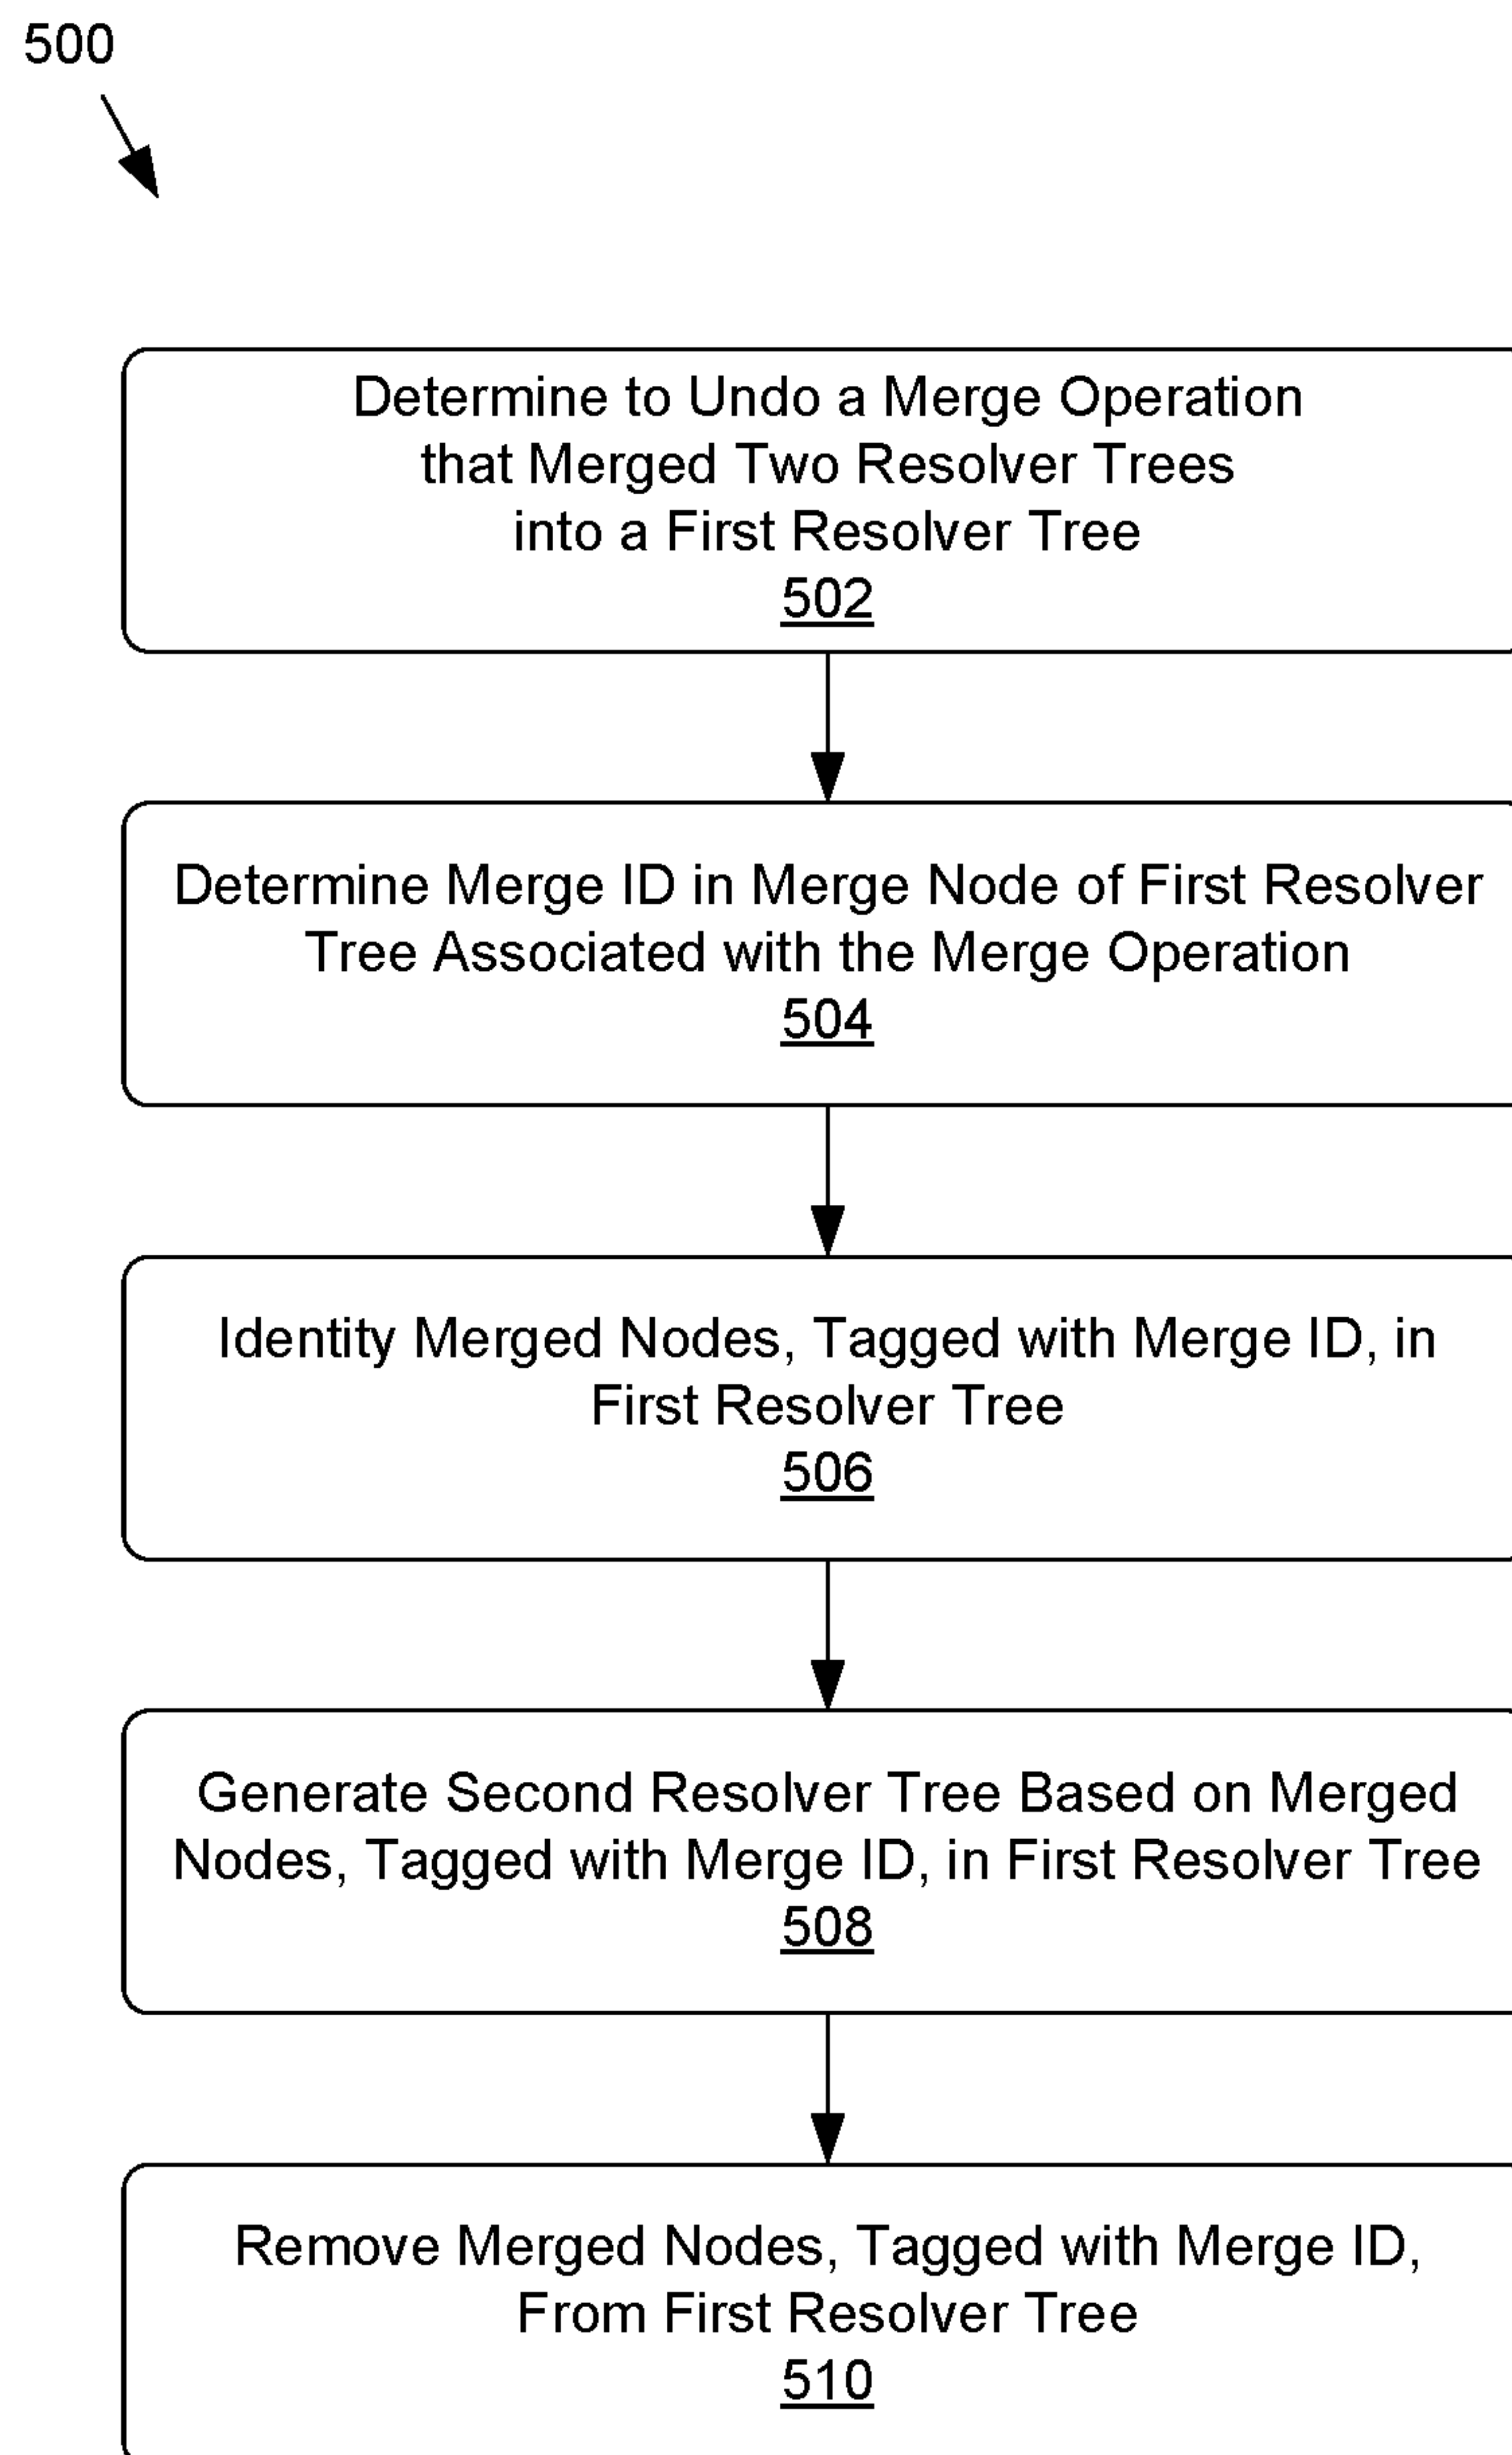 500
Determine to Undo a Merge Operation
that Merged Two Resolver Trees
into a First Resolver Tree
502
Determine Merge ID in Merge Node of First Resolver
Tree Associated with the Merge Operation
504
Identity Merged Nodes, Tagged with Merge ID, in
First Resolver Tree
506
Generate Second Resolver Tree Based on Merged
Nodes, Tagged with Merge ID, in First Resolver Tree
508
Remove Merged Nodes, Tagged with Merge ID,
From First Resolver Tree
510